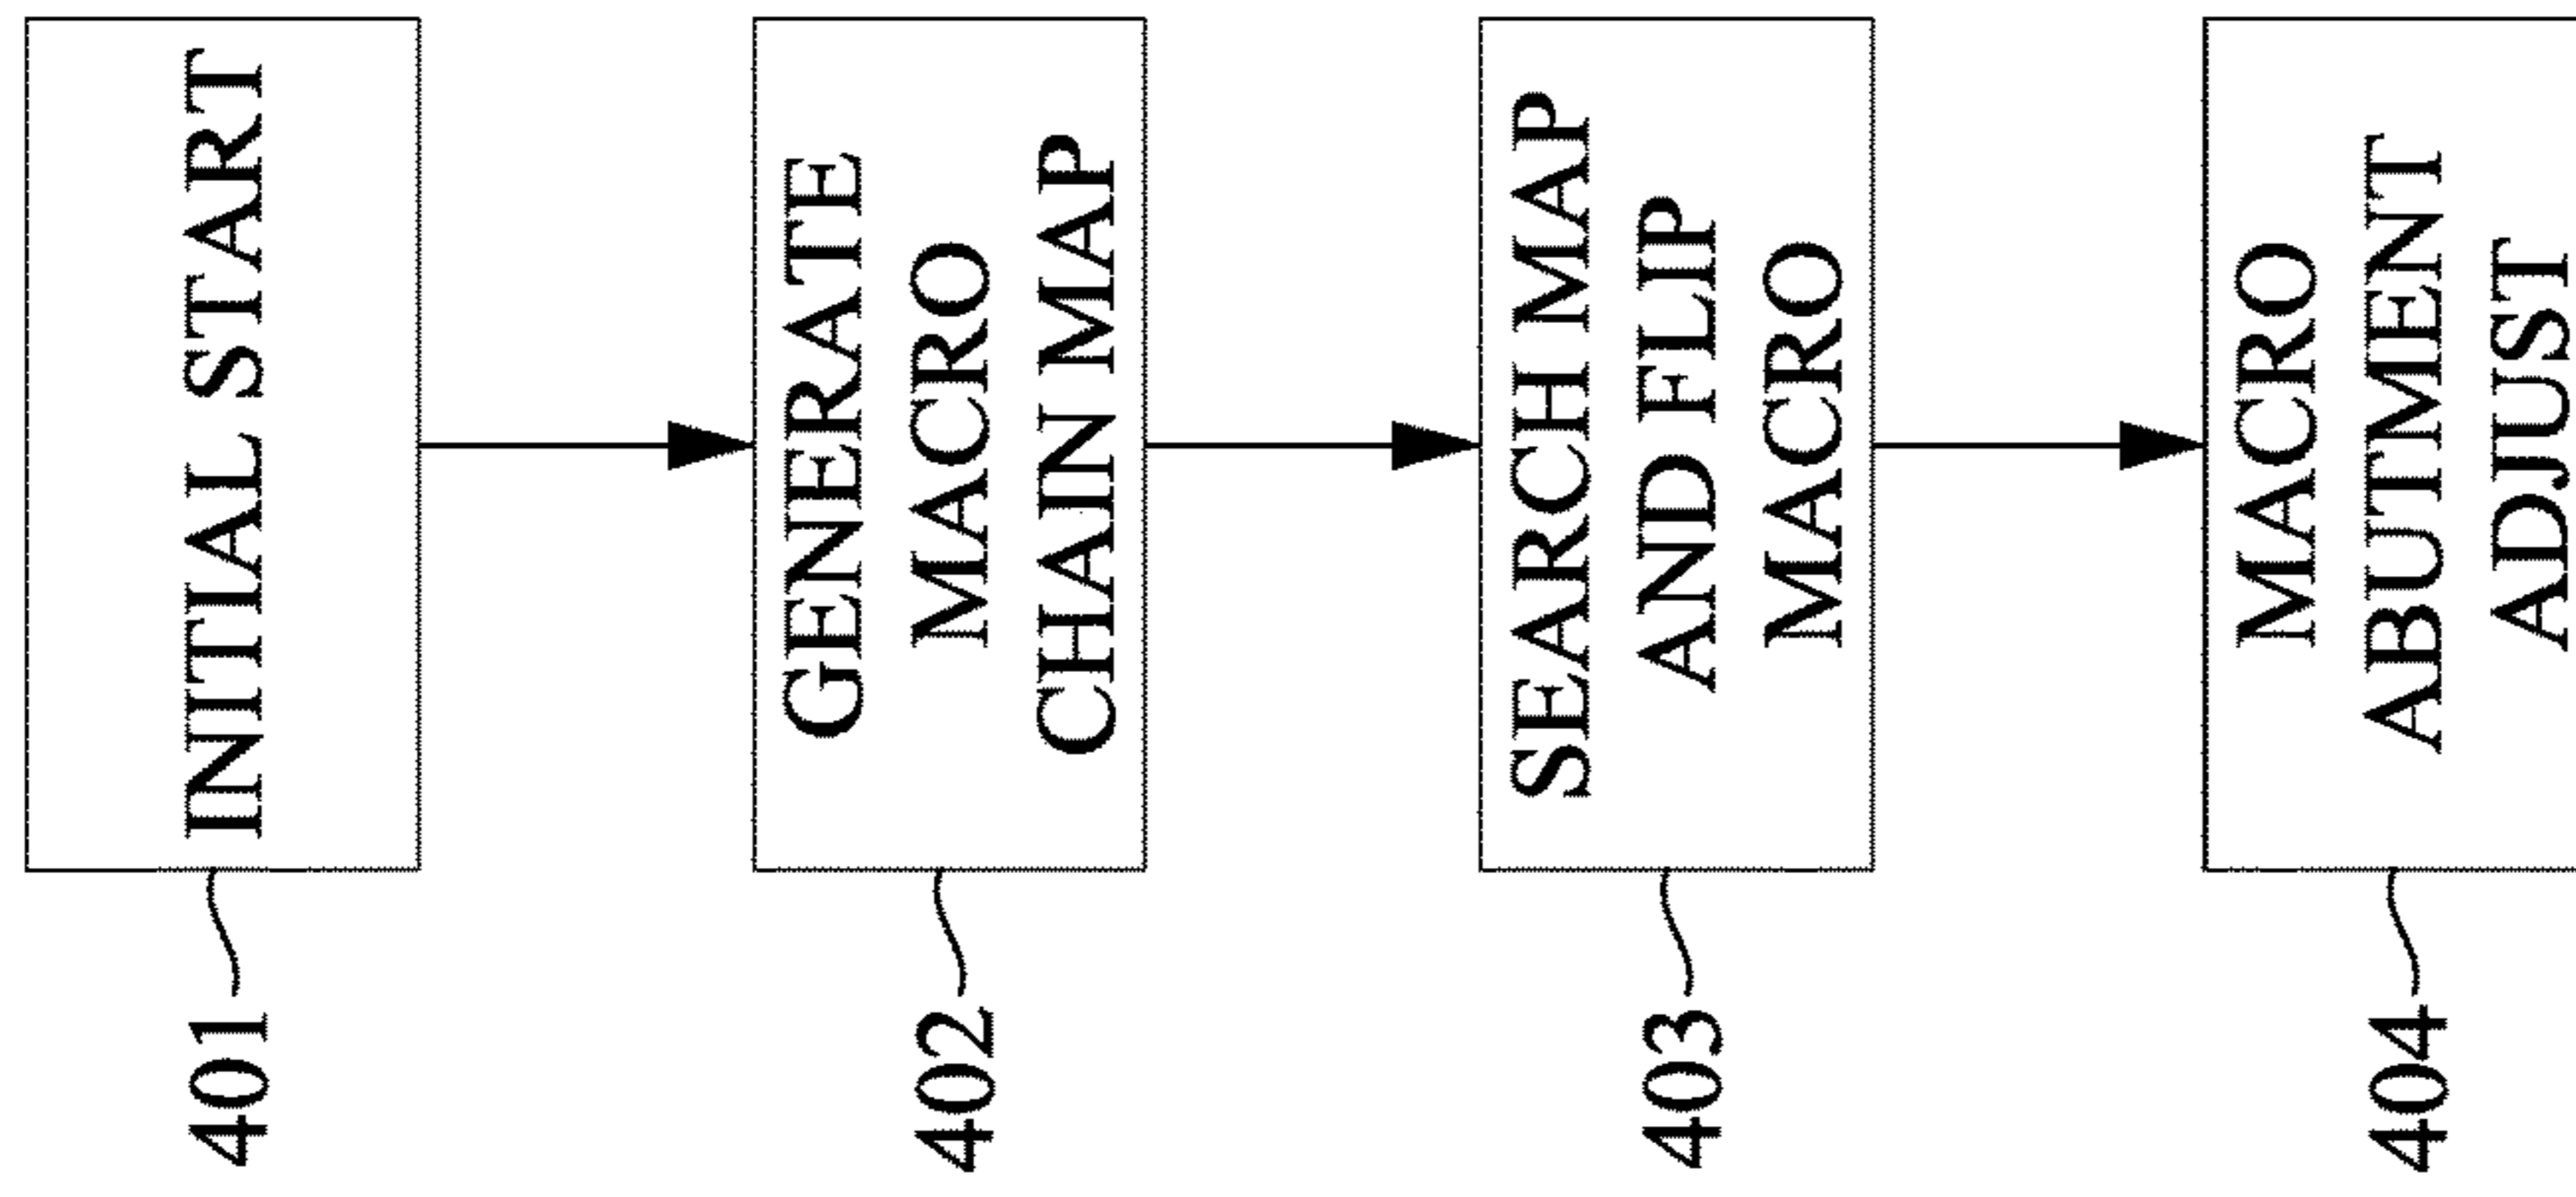 INITIAL START
401
GENERATE
MACRO
CHAIN MAP
402
SEARCH MAP
AND FLIP
MACRO
403
MACRO
ABUTMENT
ADJUST
404